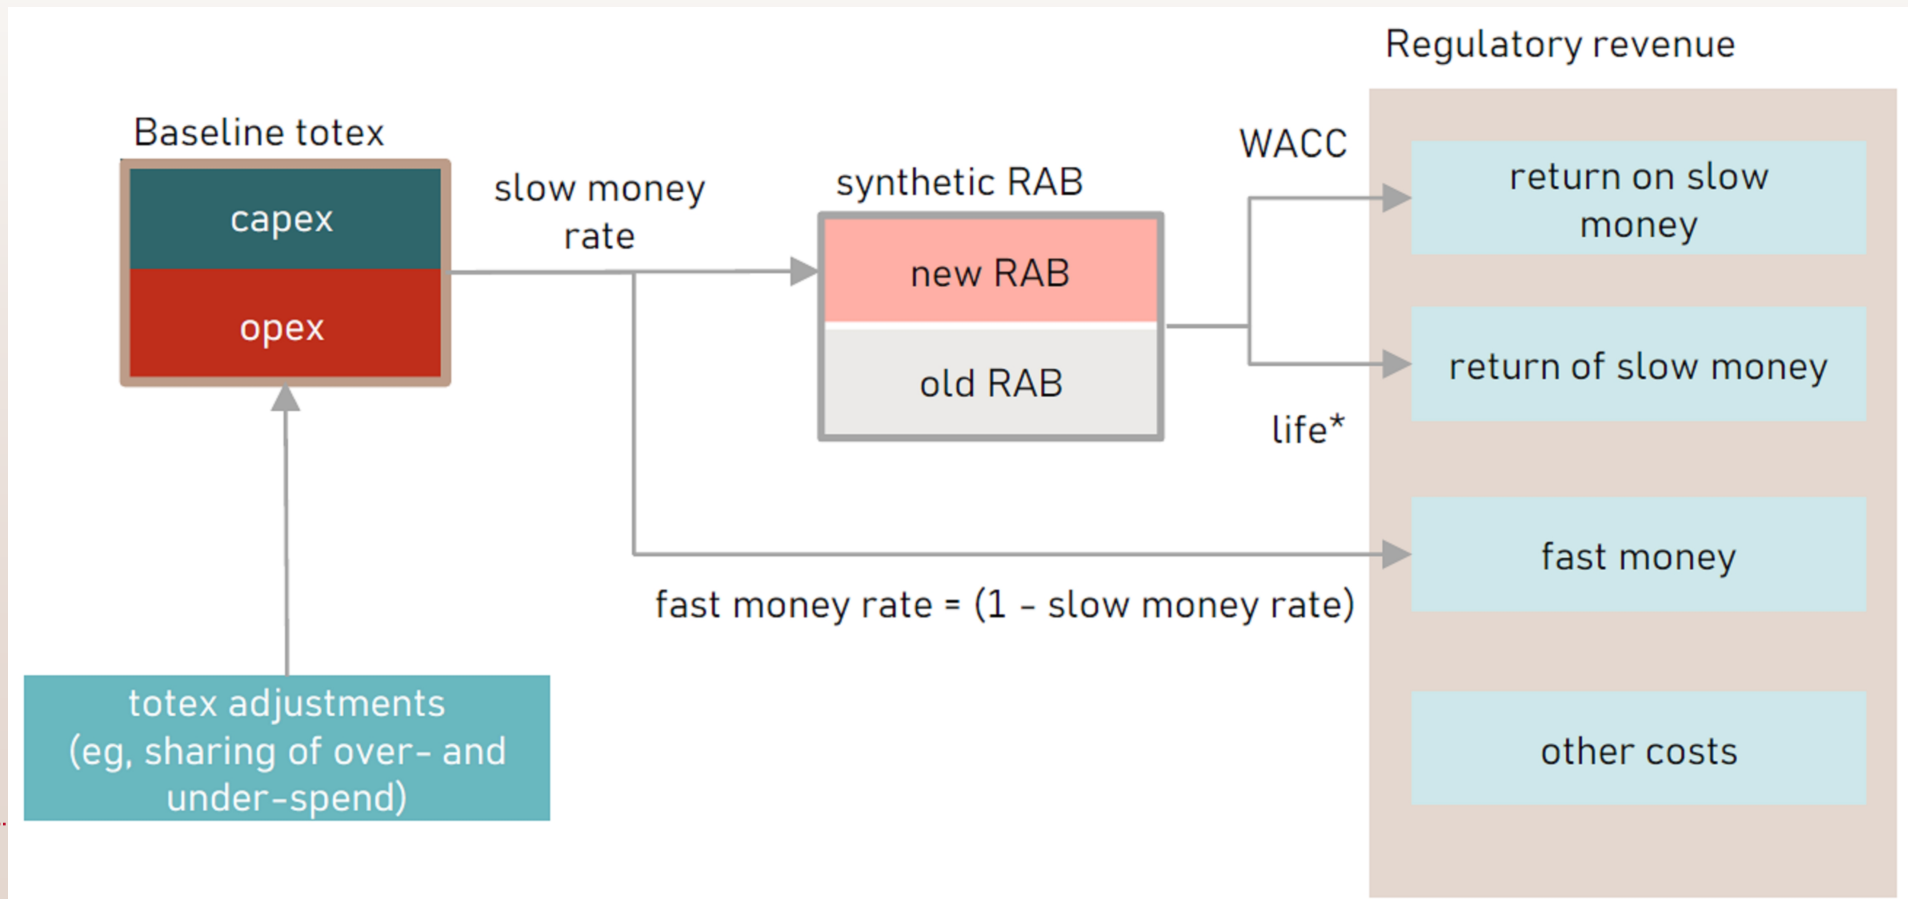 Regulatory revenue
Baseline totex
capex
opex
slow money
rate
synthetic RAB
new RAB
old RAB
WACC
life*
return on slow
money
return of slow money
fast money
fast money rate = (1 - slow money rate)
other costs
totex adjustments
(eg, sharing of over- and
under-spend)